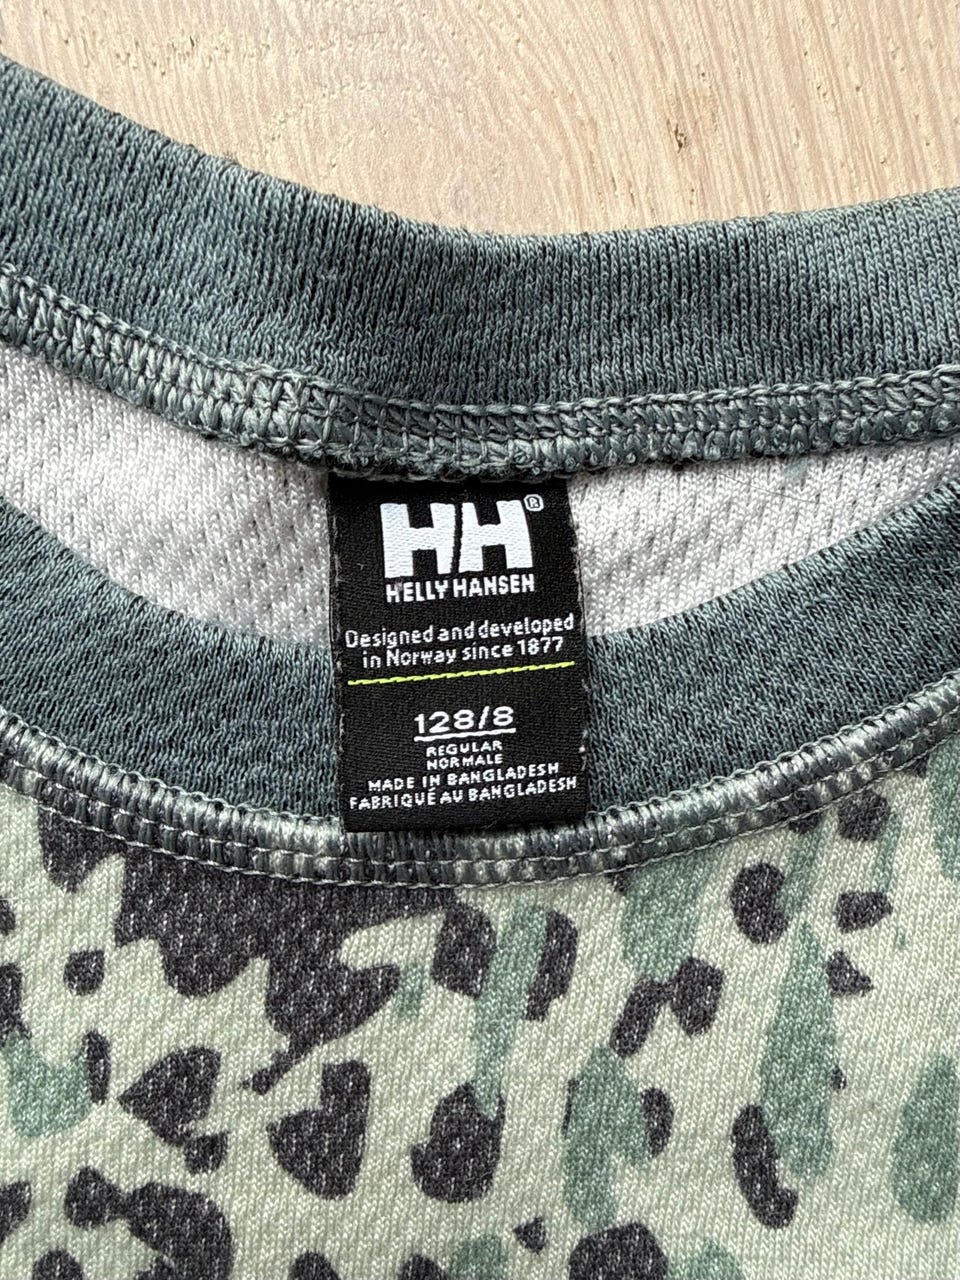 HH®
HELLY HANSEN
Designed and developed
in Norway since 1877
128/8
REGULAR
NORMALE
MADE IN BANGLADESH
FABRIQUÉ AU BANGLADESH